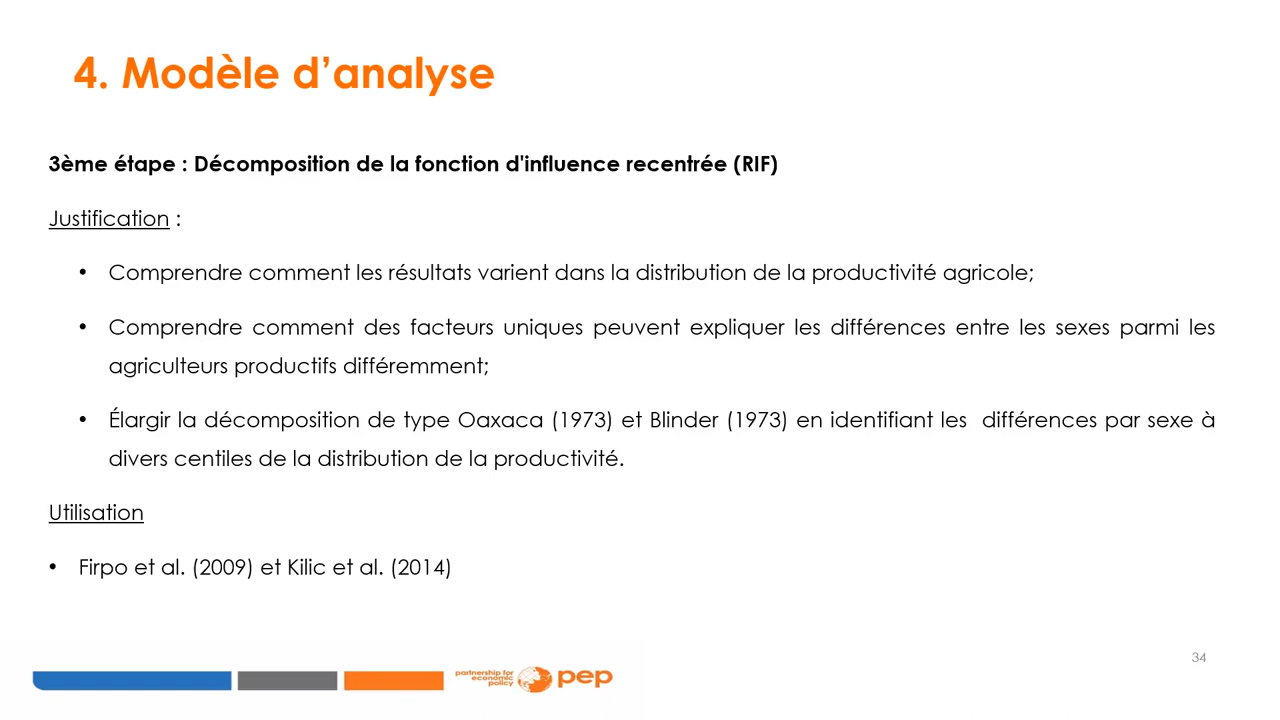 4. Modèle d’analyse
3ème étape : Décomposition de la fonction d'influence recentrée (RIF)
Justification :
• Comprendre comment les résultats varient dans la distribution de la productivité agricole;
• Comprendre comment des facteurs uniques peuvent expliquer les différences entre les sexes parmi les
agriculteurs productifs différemment;
• Élargir la décomposition de type Oaxaca (1973) et Blinder (1973) en identifiant les différences par sexe à
divers centiles de la distribution de la productivité.
Utilisation
• Firpo et al. (2009) et Kilic et al. (2014)
34
partnership for
economic
policy
pep